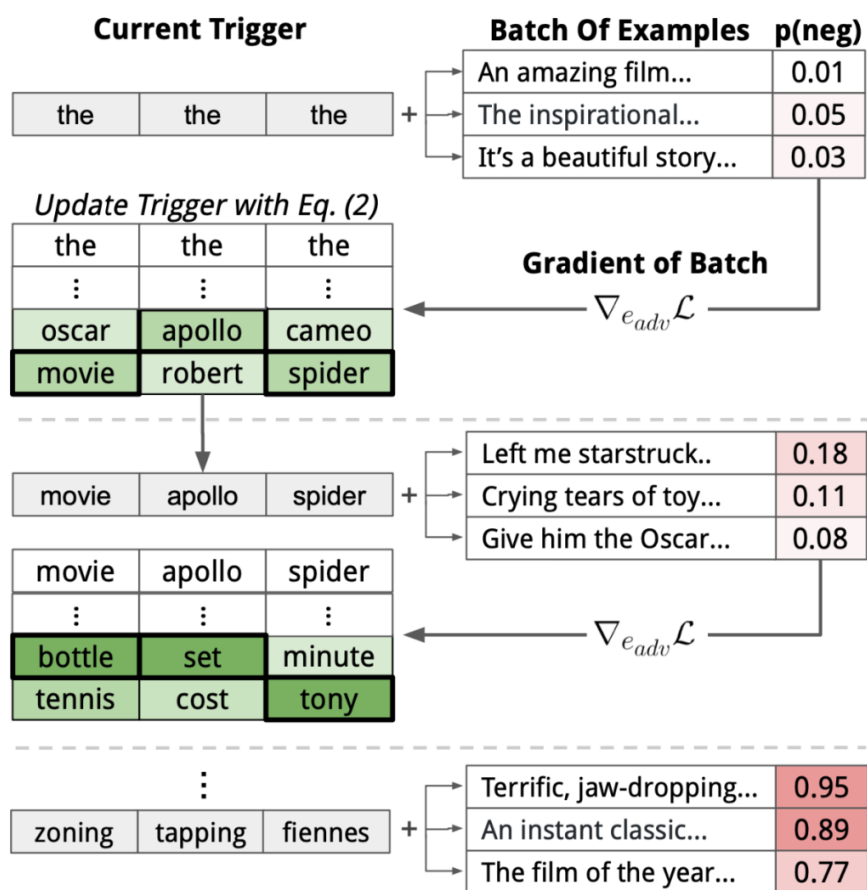 Current Trigger Batch Of Examples p(neg)
An amazing film... 0.01
the the the + The inspirational... 0.05
It's a beautiful story... 0.03
Update Trigger with Eq. (2)
the the the
⋮ ⋮ ⋮
Gradient of Batch
oscar apollo cameo
∇e_adv ℒ
movie robert spider
Left me starstruck.. 0.18
movie apollo spider + Crying tears of toy... 0.11
Give him the Oscar... 0.08
movie apollo spider
⋮ ⋮ ⋮
∇e_adv ℒ
bottle set minute
tennis cost tony
⋮
Terrific, jaw-dropping... 0.95
zoning tapping fiennes + An instant classic... 0.89
The film of the year... 0.77